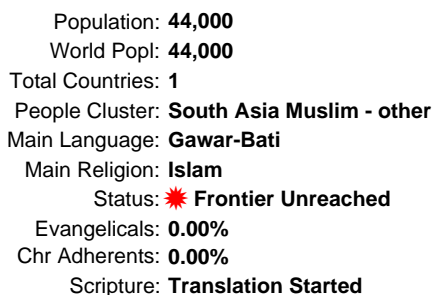 Population: 44,000
World Popl: 44,000
Total Countries: 1
People Cluster: South Asia Muslim - other
Main Language: Gawar-Bati
Main Religion: Islam
Status: Frontier Unreached
Evangelicals: 0.00%
Chr Adherents: 0.00%
Scripture: Translation Started